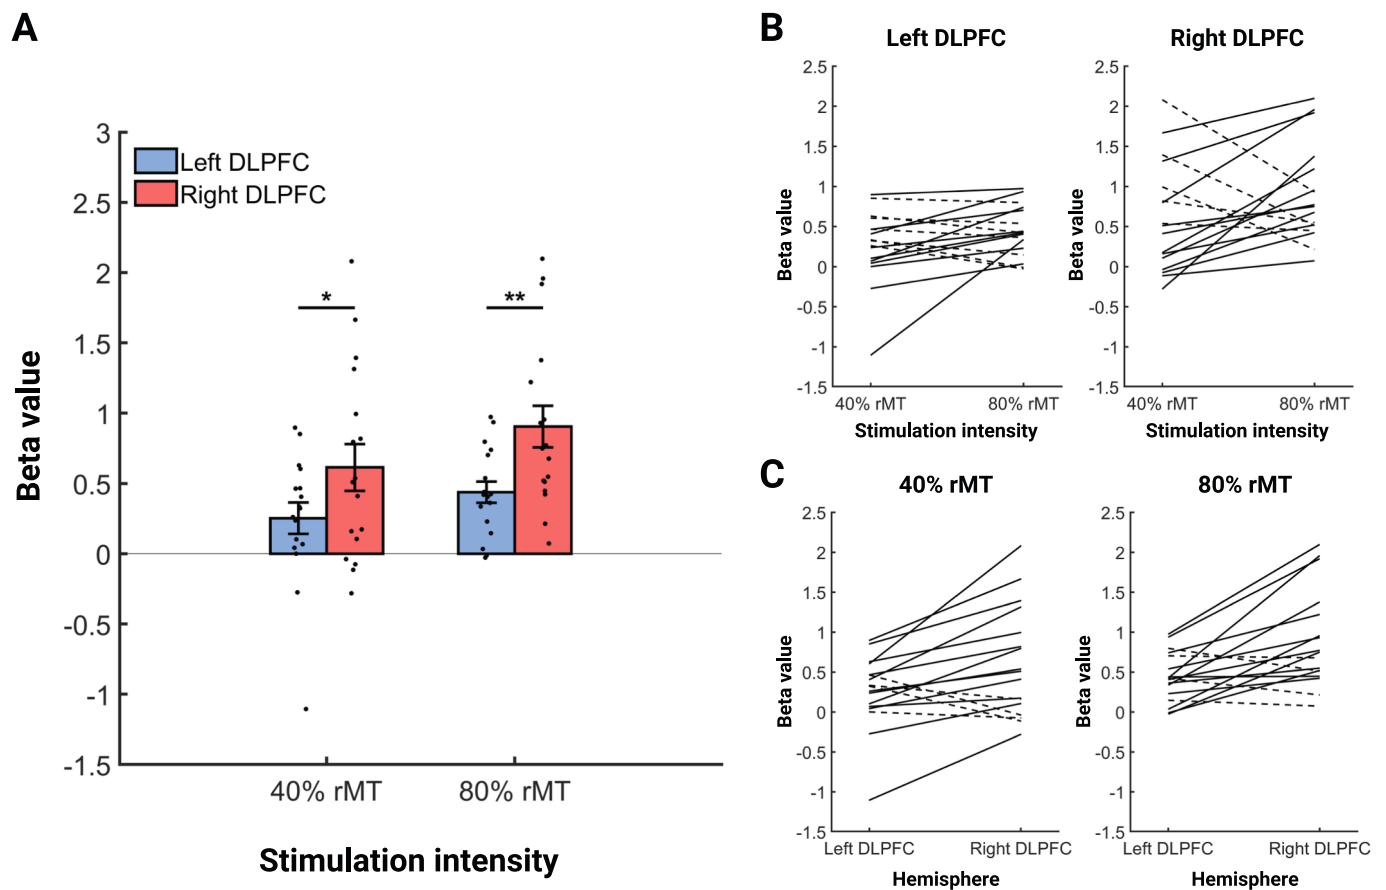 A
3
2.5
2
1.5
1
0.5
0
-0.5
-1
-1.5
Beta value
Left DLPFC
Right DLPFC
*
**
40% rMT
80% rMT
Stimulation intensity
B
Left DLPFC
2.5
2
1.5
1
0.5
0
-0.5
-1
-1.5
Beta value
40% rMT
80% rMT
Stimulation intensity
Right DLPFC
2.5
2
1.5
1
0.5
0
-0.5
-1
-1.5
Beta value
40% rMT
80% rMT
Stimulation intensity
C
40% rMT
2.5
2
1.5
1
0.5
0
-0.5
-1
-1.5
Beta value
Left DLPFC
Right DLPFC
Hemisphere
80% rMT
2.5
2
1.5
1
0.5
0
-0.5
-1
-1.5
Beta value
Left DLPFC
Right DLPFC
Hemisphere